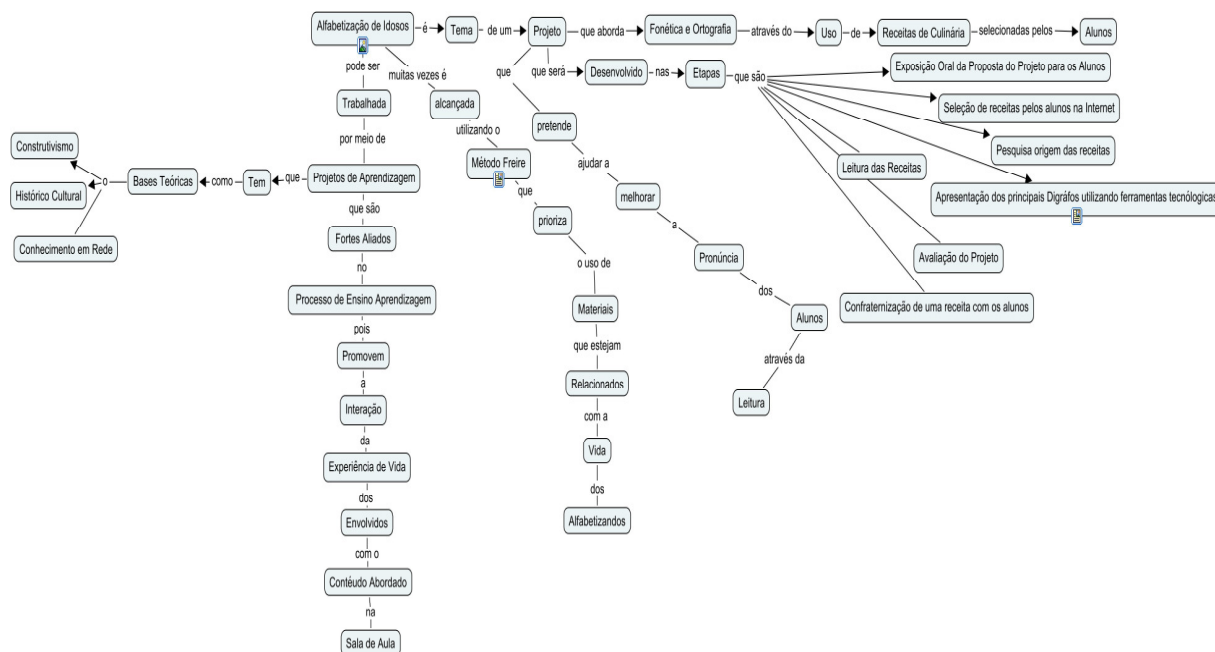 Alfabetização de Idosos
é
Tema
de um
Projeto
que aborda
Fonética e Ortografia
através do
Uso
de
Receitas de Culinária
selecionadas pelos
Alunos
pode ser
muitas vezes é
que
que será
Desenvolvido
nas
Etapas
que são
Exposição Oral da Proposta do Projeto para os Alunos
Seleção de receitas pelos alunos na Internet
Pesquisa origem das receitas
Leitura das Receitas
Apresentação dos principais Digráfos utilizando ferramentas tecnólogicas
Avaliação do Projeto
Confraternização de uma receita com os alunos
Trabalhada
por meio de
Projetos de Aprendizagem
que
Tem
como
Bases Teóricas
o
Construtivismo
Histórico Cultural
Conhecimento em Rede
que são
Fortes Aliados
no
Processo de Ensino Aprendizagem
pois
Promovem
a
Interação
da
Experiência de Vida
dos
Envolvidos
com o
Contéudo Abordado
na
Sala de Aula
alcançada
utilizando o
Método Freire
que
prioriza
o uso de
Materiais
que estejam
Relacionados
com a
Vida
dos
Alfabetizandos
pretende
ajudar a
melhorar
a
Pronúncia
dos
Alunos
através da
Leitura